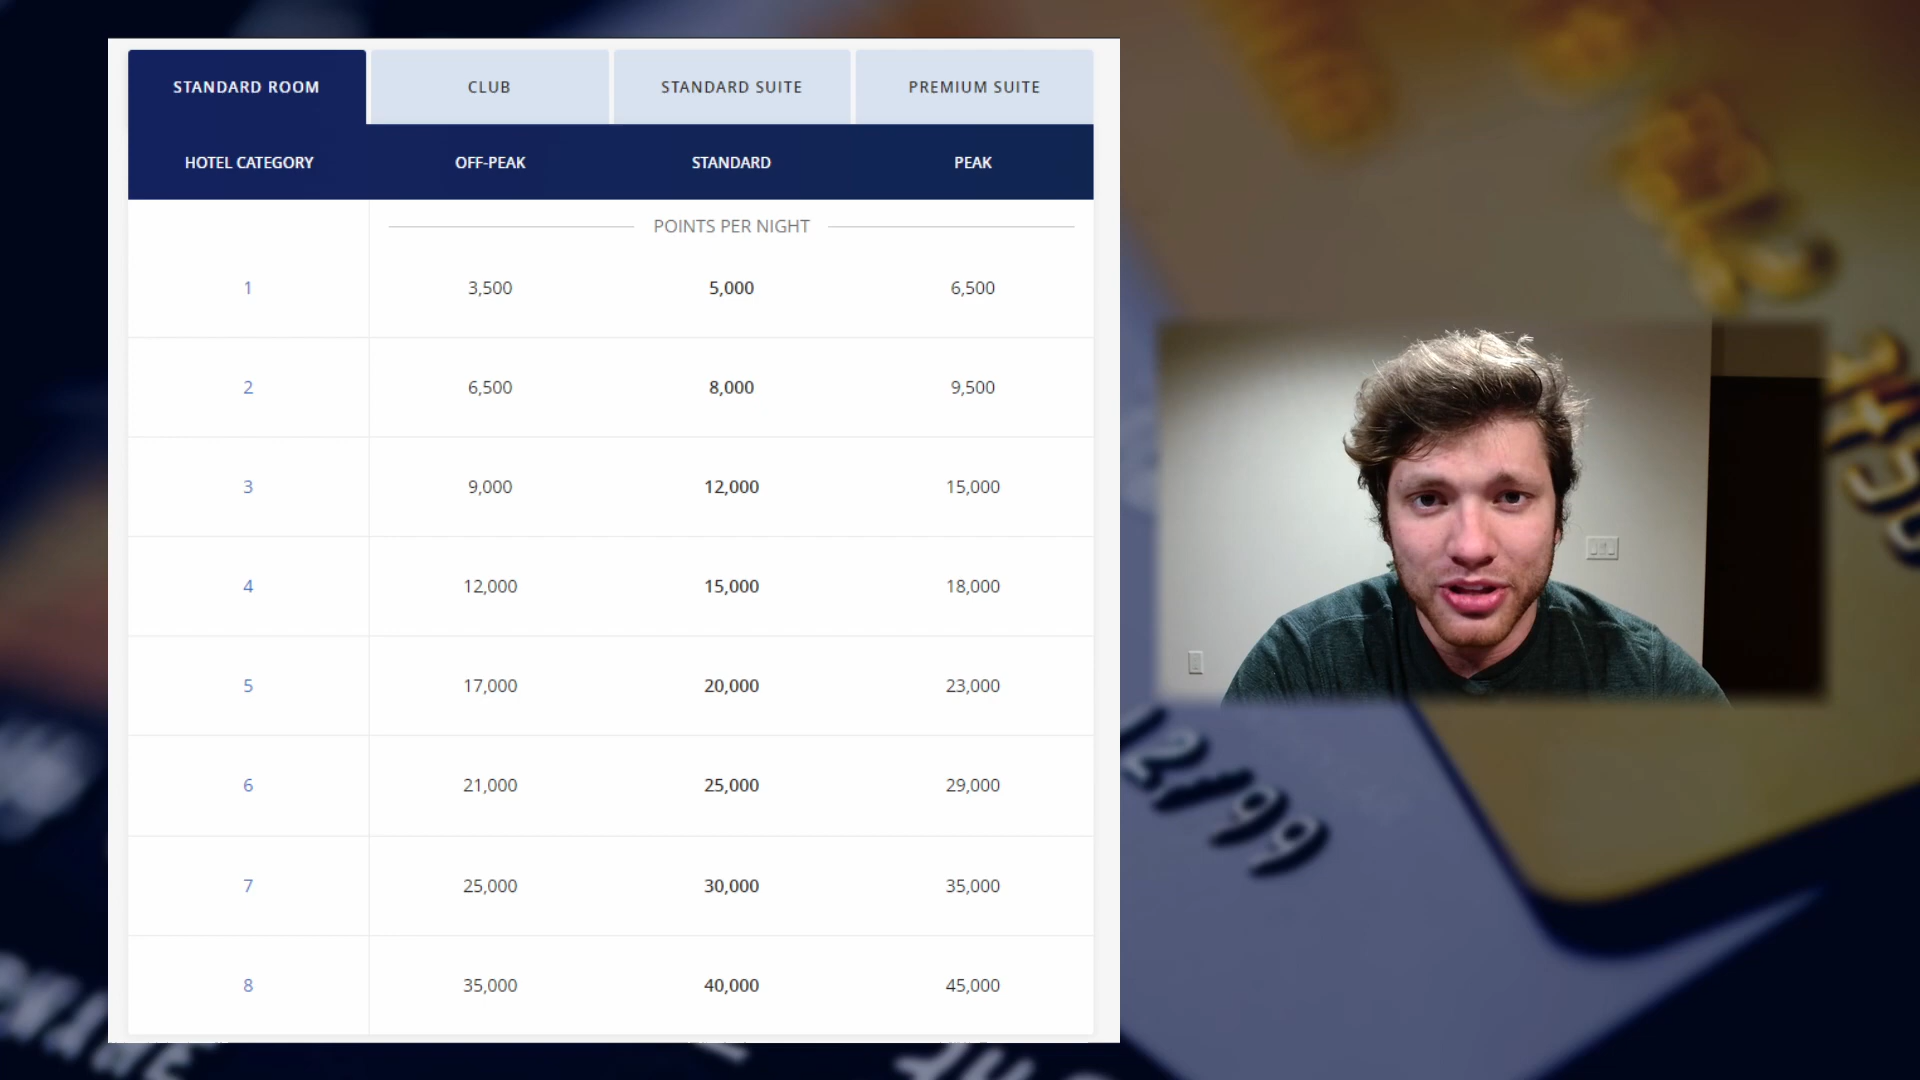 STANDARD ROOM CLUB STANDARD SUITE PREMIUM SUITE
HOTEL CATEGORY OFF-PEAK STANDARD PEAK
POINTS PER NIGHT
1 3,500 5,000 6,500
2 6,500 8,000 9,500
3 9,000 12,000 15,000
4 12,000 15,000 18,000
5 17,000 20,000 23,000
6 21,000 25,000 29,000
7 25,000 30,000 35,000
8 35,000 40,000 45,000
12/99